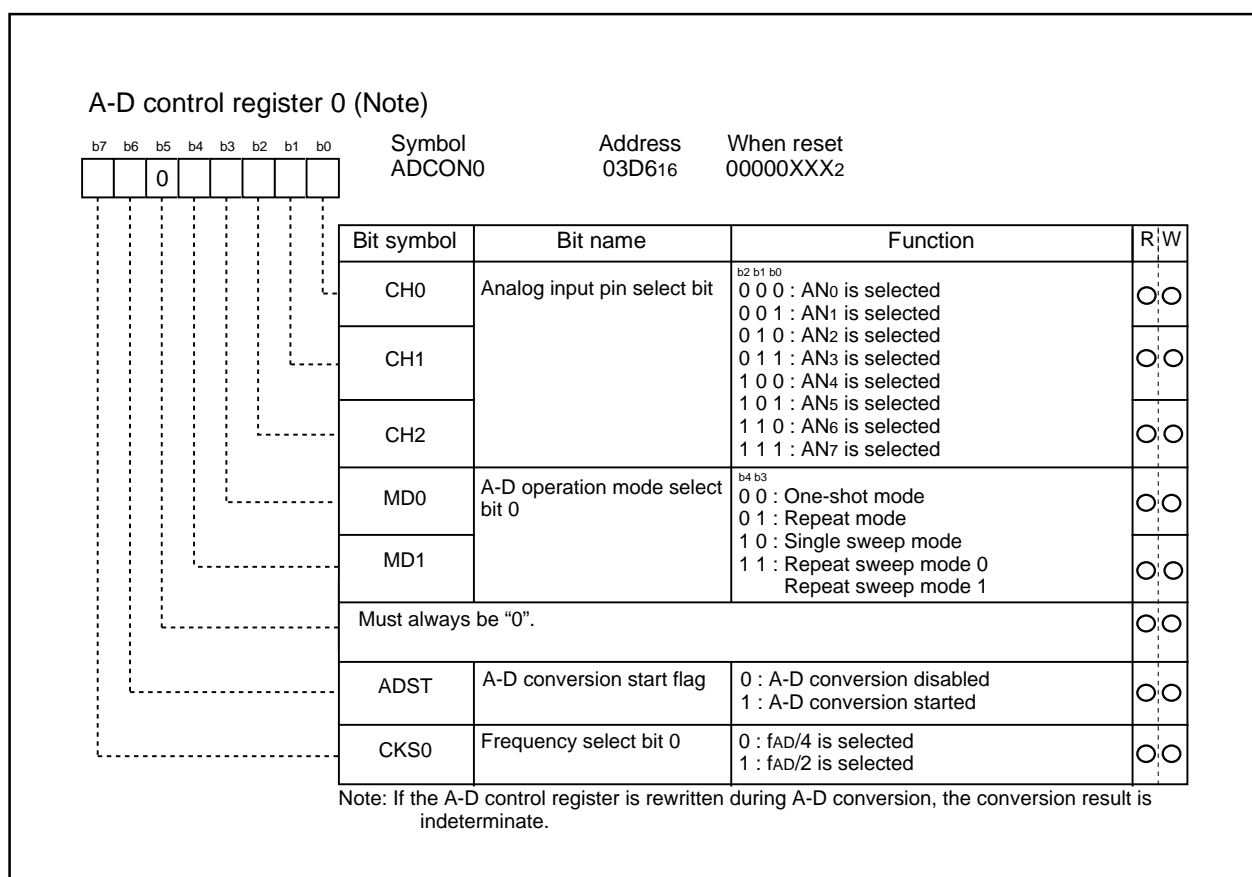 A-D control register 0 (Note)
b7 b6 b5 b4 b3 b2 b1 b0
0
Symbol Address When reset
ADCON0 03D616 00000XXX2
Bit symbol Bit name Function R W
CH0 Analog input pin select bit
b2 b1 b0
0 0 0 : AN0 is selected
0 0 1 : AN1 is selected
0 1 0 : AN2 is selected
0 1 1 : AN3 is selected
1 0 0 : AN4 is selected
1 0 1 : AN5 is selected
1 1 0 : AN6 is selected
1 1 1 : AN7 is selected
CH1
CH2
MD0 A-D operation mode select
bit 0
b4 b3
0 0 : One-shot mode
0 1 : Repeat mode
1 0 : Single sweep mode
1 1 : Repeat sweep mode 0
Repeat sweep mode 1
MD1
Must always be “0”.
ADST A-D conversion start flag 0 : A-D conversion disabled
1 : A-D conversion started
CKS0 Frequency select bit 0 0 : fAD/4 is selected
1 : fAD/2 is selected
Note: If the A-D control register is rewritten during A-D conversion, the conversion result is
indeterminate.